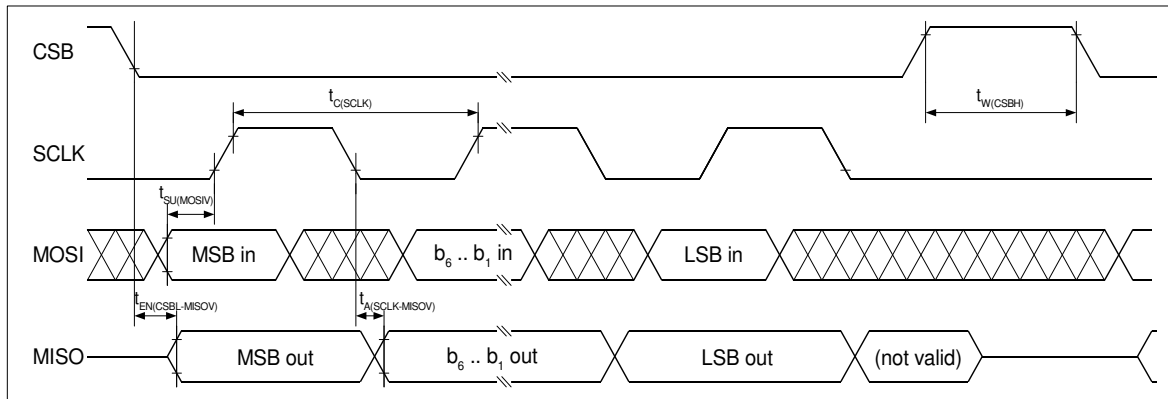 CSB
t_C(SCLK)
t_W(CSBH)
SCLK
t_SU(MOSIV)
MOSI
MSB in
b_6 .. b_1 in
LSB in
t_EN(CSBL-MISOV)
t_A(SCLK-MISOV)
MISO
MSB out
b_6 .. b_1 out
LSB out
(not valid)